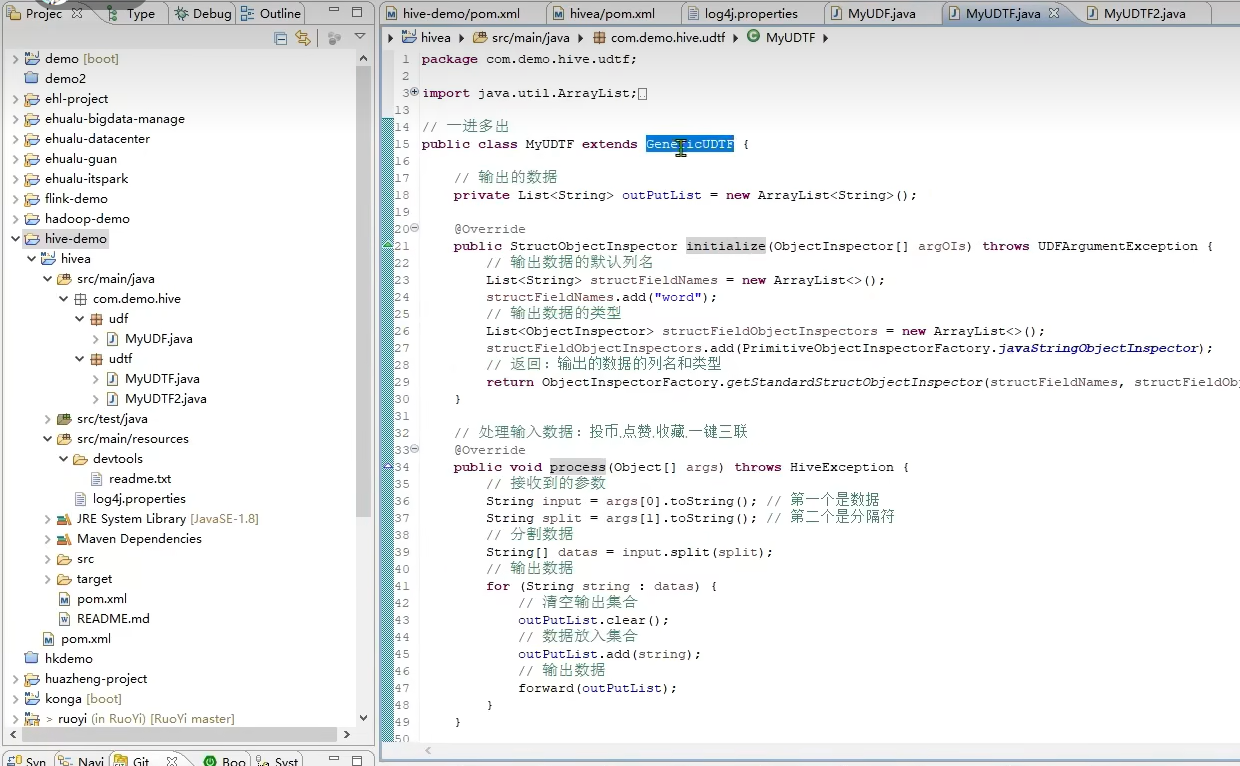 Projec Type Debug Outline
demo [boot]
demo2
ehl-project
ehualu-bigdata-manage
ehualu-datacenter
ehualu-guan
ehualu-itspark
flink-demo
hadoop-demo
hive-demo
hivea
src/main/java
com.demo.hive
udf
MyUDF.java
udtf
MyUDTF.java
MyUDTF2.java
src/test/java
src/main/resources
devtools
readme.txt
log4j.properties
JRE System Library [JavaSE-1.8]
Maven Dependencies
src
target
pom.xml
README.md
pom.xml
hkdemo
huazheng-project
konga [boot]
> ruoyi (in RuoYi) [RuoYi master]
Syn Navi Git Boo Syst
hive-demo/pom.xml hivea/pom.xml log4j.properties MyUDF.java MyUDTF.java MyUDTF2.java
hivea src/main/java com.demo.hive.udtf MyUDTF
1 package com.demo.hive.udtf;
2
3 import java.util.ArrayList;
13
14 // 一进多出
15 public class MyUDTF extends GenericUDTF {
16
17 // 输出的数据
18 private List<String> outPutList = new ArrayList<String>();
19
20 @Override
21 public StructObjectInspector initialize(ObjectInspector[] argOIs) throws UDFArgumentException {
22 // 输出数据的默认列名
23 List<String> structFieldNames = new ArrayList<>();
24 structFieldNames.add("word");
25 // 输出数据的类型
26 List<ObjectInspector> structFieldObjectInspectors = new ArrayList<>();
27 structFieldObjectInspectors.add(PrimitiveObjectInspectorFactory.javaStringObjectInspector);
28 // 返回：输出的数据的列名和类型
29 return ObjectInspectorFactory.getStandardStructObjectInspector(structFieldNames, structFieldObj
30 }
31
32 // 处理输入数据：投币,点赞,收藏,一键三联
33 @Override
34 public void process(Object[] args) throws HiveException {
35 // 接收到的参数
36 String input = args[0].toString(); // 第一个是数据
37 String split = args[1].toString(); // 第二个是分隔符
38 // 分割数据
39 String[] datas = input.split(split);
40 // 输出数据
41 for (String string : datas) {
42 // 清空输出集合
43 outPutList.clear();
44 // 数据放入集合
45 outPutList.add(string);
46 // 输出数据
47 forward(outPutList);
48 }
49 }
50